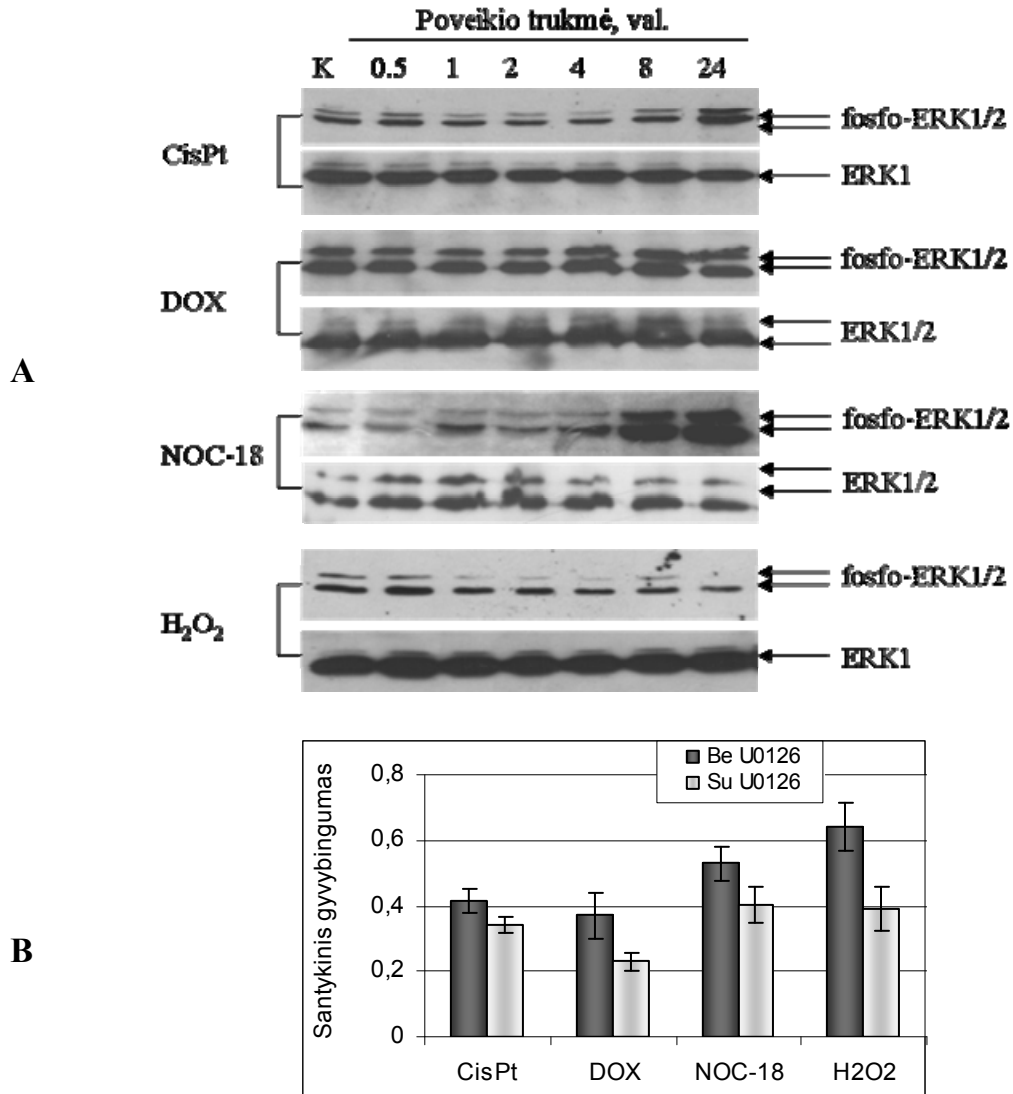 Poveikio trukmė, val.
K 0.5 1 2 4 8 24
CisPt
fosfo-ERK1/2
ERK1
DOX
fosfo-ERK1/2
ERK1/2
A
NOC-18
fosfo-ERK1/2
ERK1/2
H₂O₂
fosfo-ERK1/2
ERK1
B
Santykinis gyvybingumas
Be U0126
Su U0126
0,8
0,6
0,4
0,2
0
CisPt DOX NOC-18 H2O2